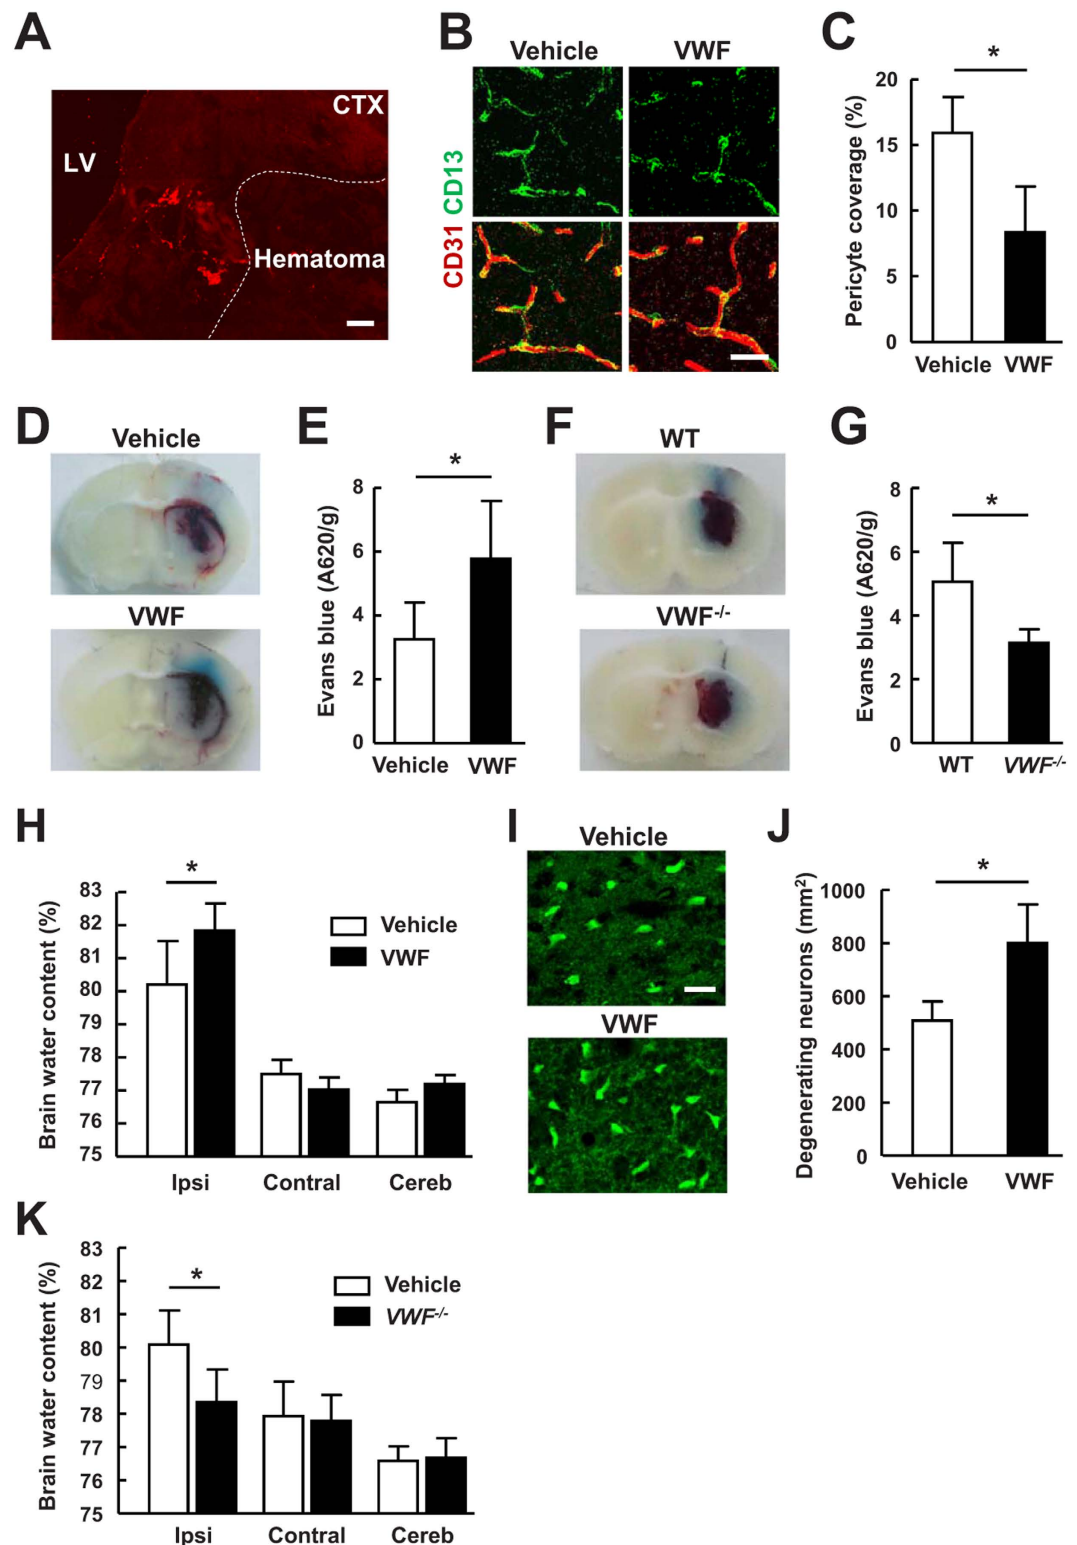 A
CTX
LV
Hematoma
B
Vehicle VWF
CD31 CD13
C
*
Pericyte coverage (%)
20
15
10
5
0
Vehicle VWF
D
Vehicle
VWF
E
*
Evans blue (A620/g)
8
6
4
2
0
Vehicle VWF
F
WT
VWF-/-
G
*
Evans blue (A620/g)
8
6
4
2
0
WT VWF-/-
H
*
Brain water content (%)
83
82
81
80
79
78
77
76
75
Vehicle
VWF
Ipsi Contral Cereb
I
Vehicle
VWF
J
*
Degenerating neurons (mm²)
1000
800
600
400
200
0
Vehicle VWF
K
*
Brain water content (%)
83
82
81
80
79
78
77
76
75
Vehicle
VWF-/-
Ipsi Contral Cereb